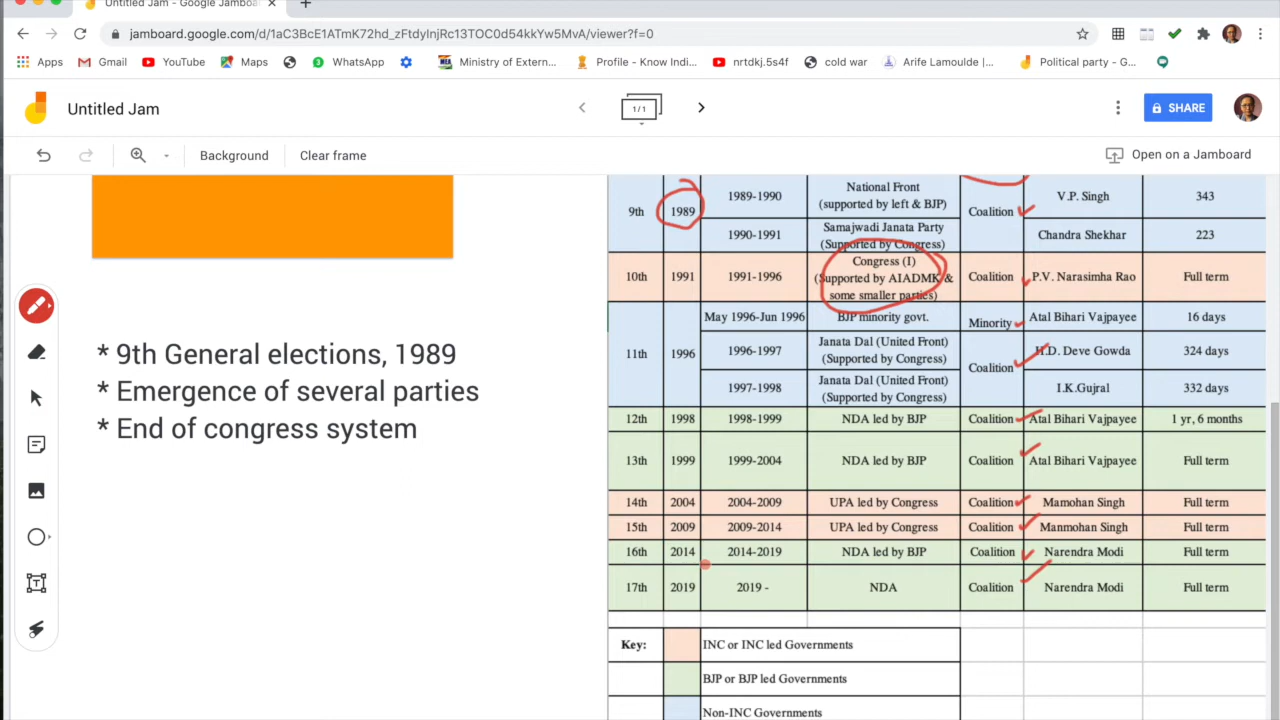 Untitled Jam - Google Jamboa
jamboard.google.com/d/1aC3BcE1ATmK72hd_zFtdyInjRc13TOC0d54kkYw5MvA/viewer?f=0
Apps Gmail YouTube Maps WhatsApp Ministry of Extern... Profile - Know Indi... nrtdkj.5s4f cold war Arife Lamoulde |... Political party - G...
Untitled Jam
1/1
SHARE
Background
Clear frame
Open on a Jamboard
* 9th General elections, 1989
* Emergence of several parties
* End of congress system
9th 1989 1989-1990 National Front (supported by left & BJP) Coalition V.P. Singh 343
1990-1991 Samajwadi Janata Party (Supported by Congress) Chandra Shekhar 223
10th 1991 1991-1996 Congress (I) (Supported by AIADMK & some smaller parties) Coalition P.V. Narasimha Rao Full term
11th 1996 May 1996-Jun 1996 BJP minority govt. Minority Atal Bihari Vajpayee 16 days
1996-1997 Janata Dal (United Front) (Supported by Congress) Coalition H.D. Deve Gowda 324 days
1997-1998 Janata Dal (United Front) (Supported by Congress) I.K.Gujral 332 days
12th 1998 1998-1999 NDA led by BJP Coalition Atal Bihari Vajpayee 1 yr, 6 months
13th 1999 1999-2004 NDA led by BJP Coalition Atal Bihari Vajpayee Full term
14th 2004 2004-2009 UPA led by Congress Coalition Mamohan Singh Full term
15th 2009 2009-2014 UPA led by Congress Coalition Manmohan Singh Full term
16th 2014 2014-2019 NDA led by BJP Coalition Narendra Modi Full term
17th 2019 2019 - NDA Coalition Narendra Modi Full term
Key: INC or INC led Governments
BJP or BJP led Governments
Non-INC Governments